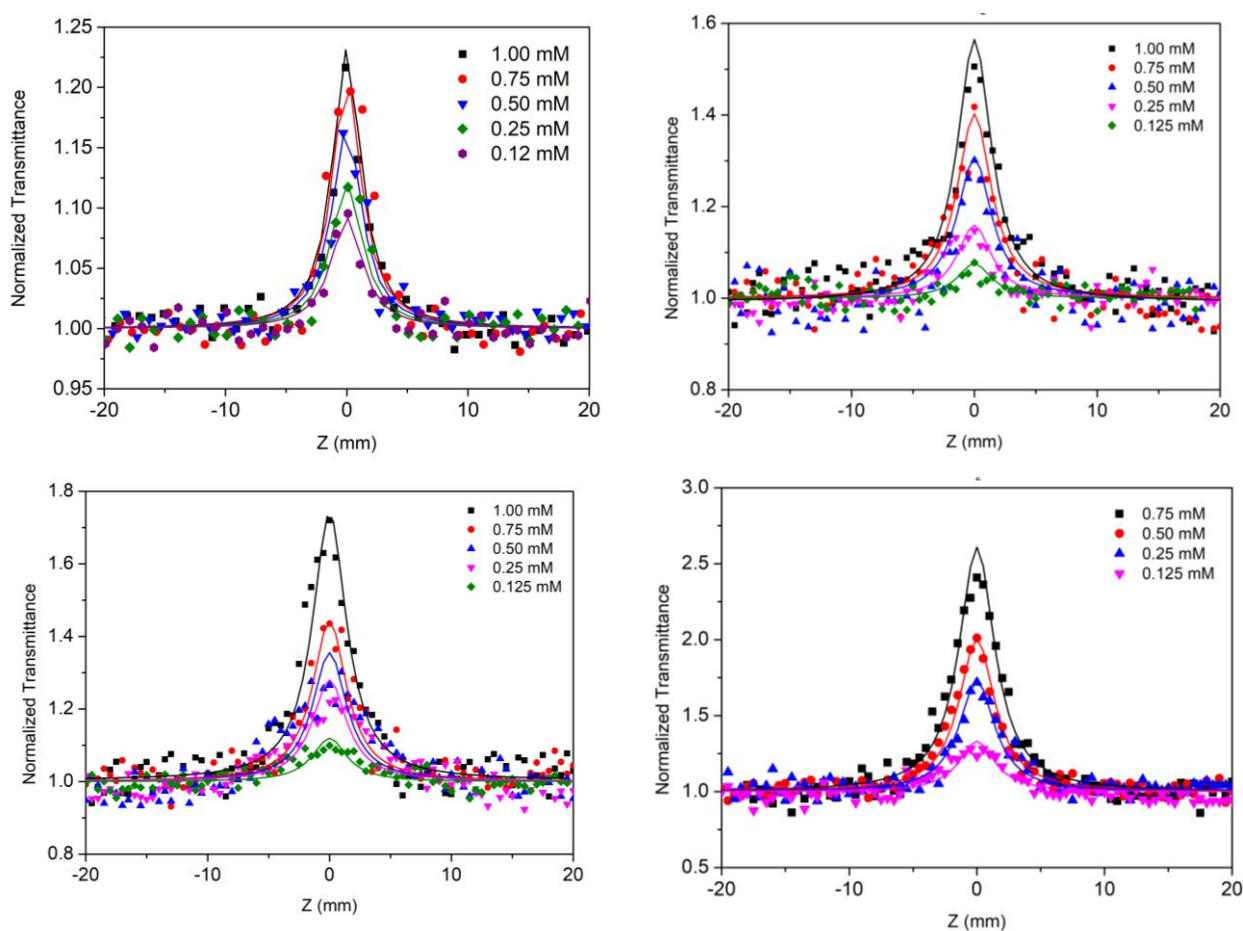 1.25
1.20
1.15
1.10
1.05
1.00
0.95
Normalized Transmittance
1.00 mM
0.75 mM
0.50 mM
0.25 mM
0.12 mM
-20
-10
0
10
20
Z (mm)
1.6
1.4
1.2
1.0
0.8
Normalized Transmittance
1.00 mM
0.75 mM
0.50 mM
0.25 mM
0.125 mM
-20
-10
0
10
20
Z (mm)
1.8
1.6
1.4
1.2
1.0
0.8
Normalized Transmittance
1.00 mM
0.75 mM
0.50 mM
0.25 mM
0.125 mM
-20
-10
0
10
20
Z (mm)
3.0
2.5
2.0
1.5
1.0
0.5
Normalized Transmittance
0.75 mM
0.50 mM
0.25 mM
0.125 mM
-20
-10
0
10
20
Z (mm)